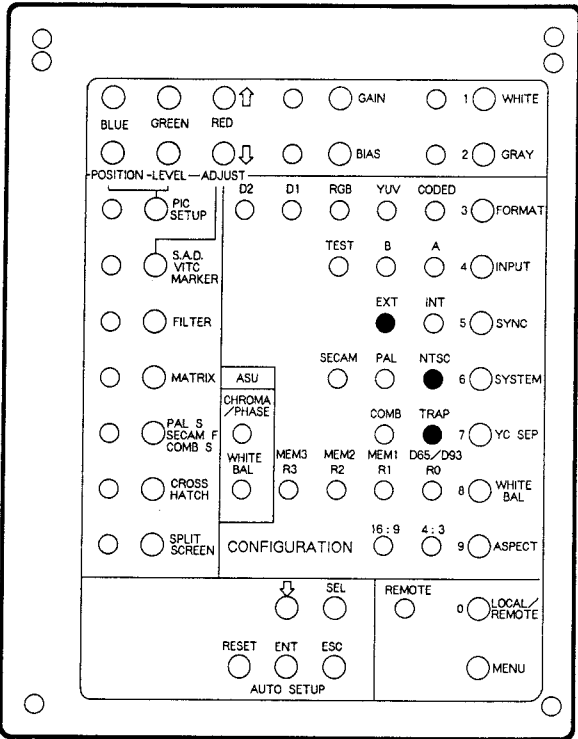 BLUE GREEN RED
GAIN
1 WHITE
BIAS
2 GRAY
POSITION LEVEL ADJUST
PIC
SETUP
D2 D1 RGB YUV CODED
3 FORMAT
S.A.D.
VITC
MARKER
TEST B A
4 INPUT
FILTER
EXT INT
5 SYNC
MATRIX
ASU
SECAM PAL NTSC
6 SYSTEM
PAL S
SECAM F
COMB S
CHROMA
/PHASE
COMB TRAP
7 YC SEP
CROSS
HATCH
WHITE
BAL
MEM3 MEM2 MEM1 D65/D93
R3 R2 R1 R0
8 WHITE
BAL
SPLIT
SCREEN
CONFIGURATION
16:9 4:3
9 ASPECT
SEL
REMOTE
0 LOCAL/
REMOTE
RESET ENT ESC
AUTO SETUP
MENU